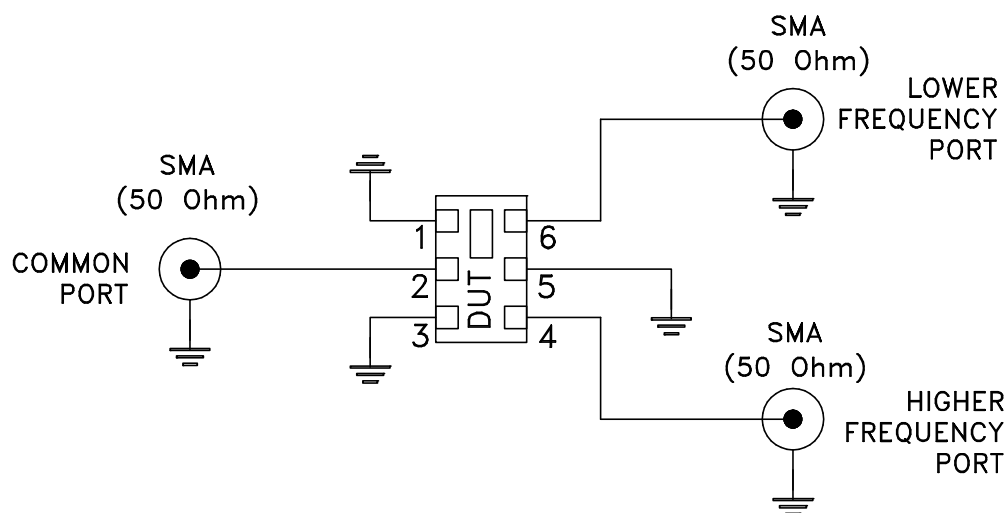 SMA
(50 Ohm)
LOWER
FREQUENCY
PORT
SMA
(50 Ohm)
COMMON
PORT
1
2
3
DUT
6
5
4
SMA
(50 Ohm)
HIGHER
FREQUENCY
PORT